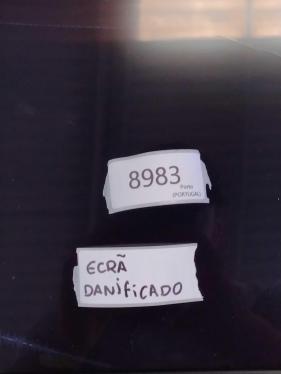 8983
Porto
(PORTUGAL)
ECRÃ
DANIFICADO